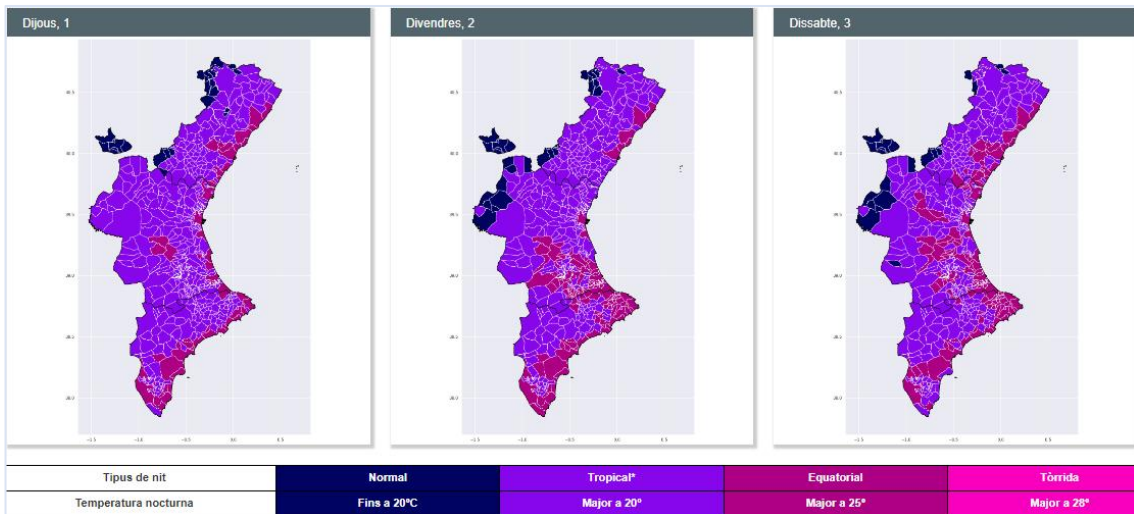 Dijous, 1
Divendres, 2
Dissabte, 3
Tipus de nit Normal Tropical* Equatorial Tòrrida
Temperatura nocturna Fins a 20ºC Major a 20º Major a 25º Major a 28º